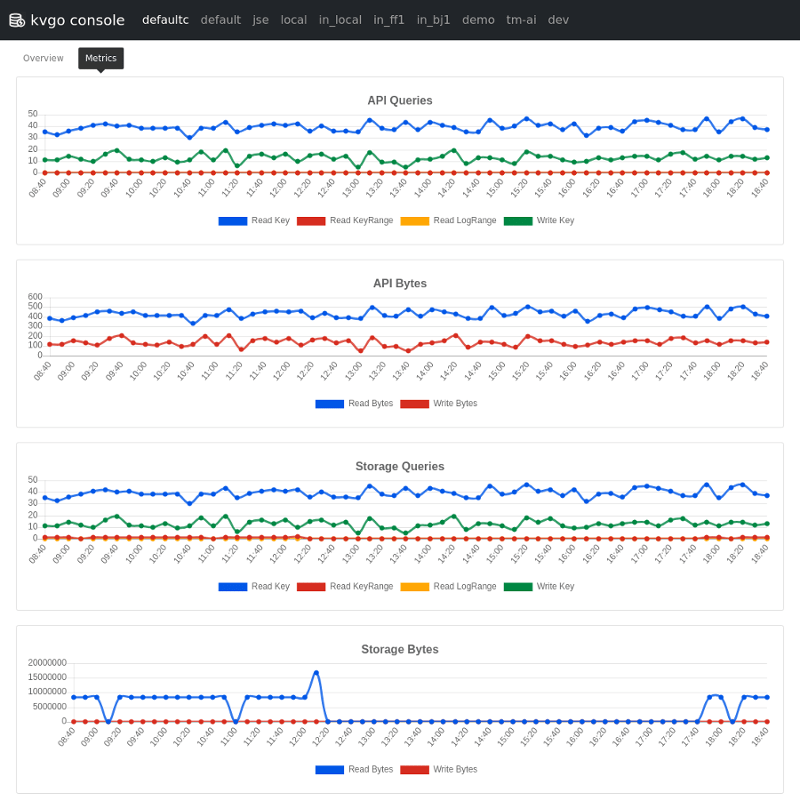 kvgo console defaultc default jse local in_local in_ff1 in_bj1 demo tm-ai dev
Overview Metrics
API Queries
50
40
30
20
10
0
08:40 09:00 09:20 09:40 10:00 10:20 10:40 11:00 11:20 11:40 12:00 12:20 12:40 13:00 13:20 13:40 14:00 14:20 14:40 15:00 15:20 15:40 16:00 16:20 16:40 17:00 17:20 17:40 18:00 18:20 18:40
Read Key Read KeyRange Read LogRange Write Key
API Bytes
600
500
400
300
200
100
0
08:40 09:00 09:20 09:40 10:00 10:20 10:40 11:00 11:20 11:40 12:00 12:20 12:40 13:00 13:20 13:40 14:00 14:20 14:40 15:00 15:20 15:40 16:00 16:20 16:40 17:00 17:20 17:40 18:00 18:20 18:40
Read Bytes Write Bytes
Storage Queries
50
40
30
20
10
0
08:40 09:00 09:20 09:40 10:00 10:20 10:40 11:00 11:20 11:40 12:00 12:20 12:40 13:00 13:20 13:40 14:00 14:20 14:40 15:00 15:20 15:40 16:00 16:20 16:40 17:00 17:20 17:40 18:00 18:20 18:40
Read Key Read KeyRange Read LogRange Write Key
Storage Bytes
20000000
15000000
10000000
5000000
0
08:40 09:00 09:20 09:40 10:00 10:20 10:40 11:00 11:20 11:40 12:00 12:20 12:40 13:00 13:20 13:40 14:00 14:20 14:40 15:00 15:20 15:40 16:00 16:20 16:40 17:00 17:20 17:40 18:00 18:20 18:40
Read Bytes Write Bytes